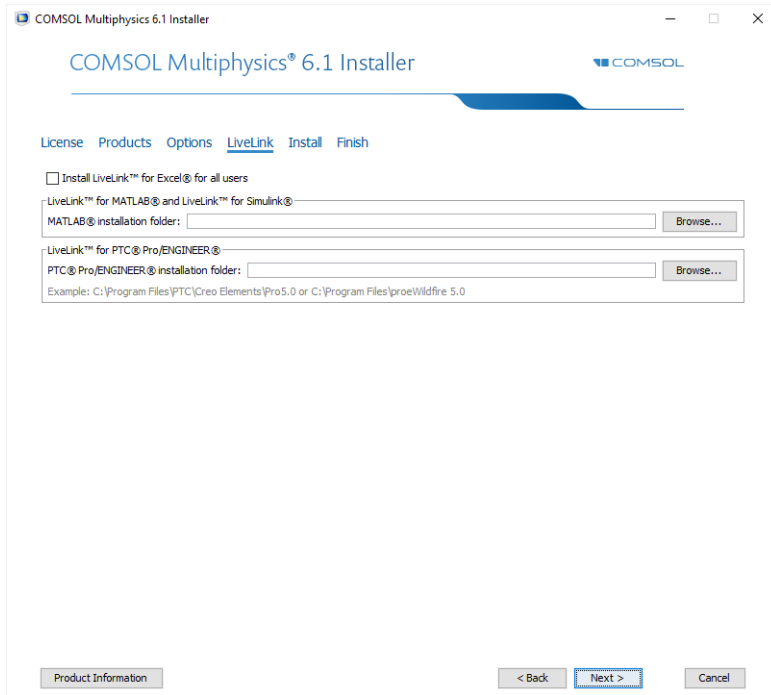 COMSOL Multiphysics 6.1 Installer
COMSOL Multiphysics® 6.1 Installer
COMSOL
License Products Options LiveLink Install Finish
Install LiveLink™ for Excel® for all users
LiveLink™ for MATLAB® and LiveLink™ for Simulink®
MATLAB® installation folder: Browse...
LiveLink™ for PTC® Pro/ENGINEER®
PTC® Pro/ENGINEER® installation folder: Browse...
Example: C:\Program Files\PTC\Creo Elements\Pro5.0 or C:\Program Files\proeWildfire 5.0
Product Information < Back Next > Cancel